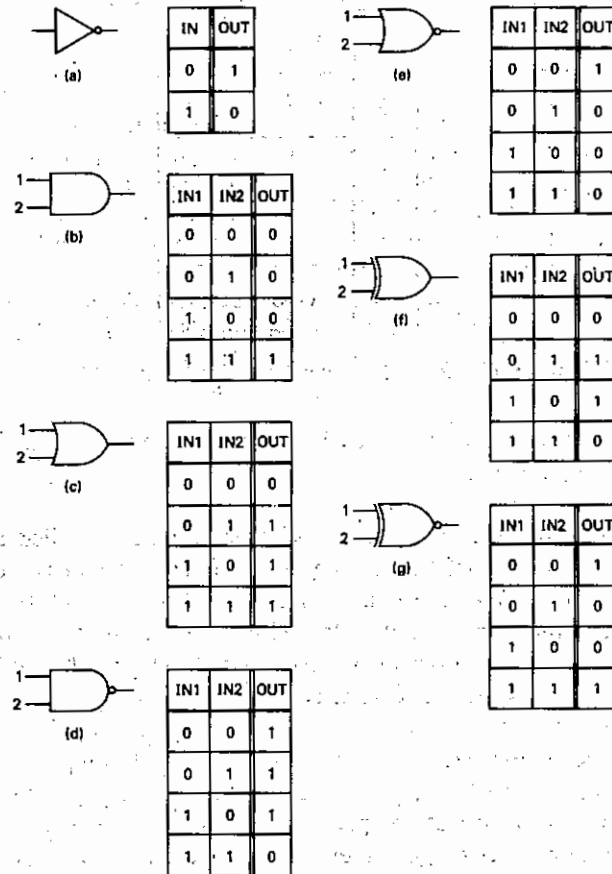 (a)
IN OUT
0 1
1 0
1
2
(b)
IN1 IN2 OUT
0 0 0
0 1 0
1 0 0
1 1 1
1
2
(c)
IN1 IN2 OUT
0 0 0
0 1 1
1 0 1
1 1 1
1
2
(d)
IN1 IN2 OUT
0 0 1
0 1 1
1 0 1
1 1 0
1
2
(e)
IN1 IN2 OUT
0 0 1
0 1 0
1 0 0
1 1 0
1
2
(f)
IN1 IN2 OUT
0 0 0
0 1 1
1 0 1
1 1 0
1
2
(g)
IN1 IN2 OUT
0 0 1
0 1 0
1 0 0
1 1 1